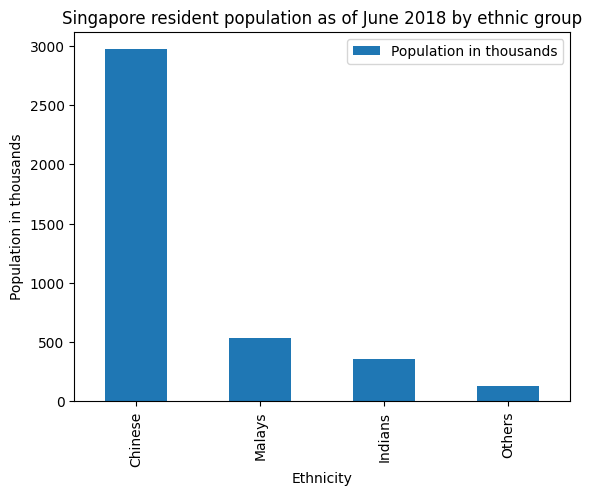 Singapore resident population as of June 2018 by ethnic group
Population in thousands
Population in thousands
3000
2500
2000
1500
1000
500
0
Chinese
Malays
Indians
Others
Ethnicity